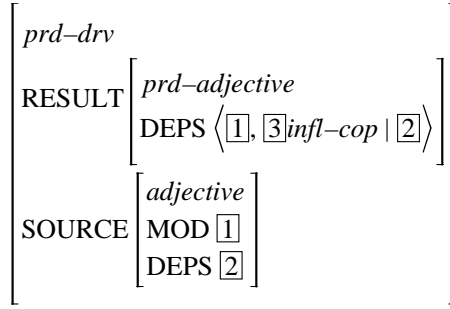 prd–drv
RESULT [prd–adjective
DEPS ⟨[1], [3]infl–cop | [2]⟩]
SOURCE [adjective
MOD [1]
DEPS [2]]